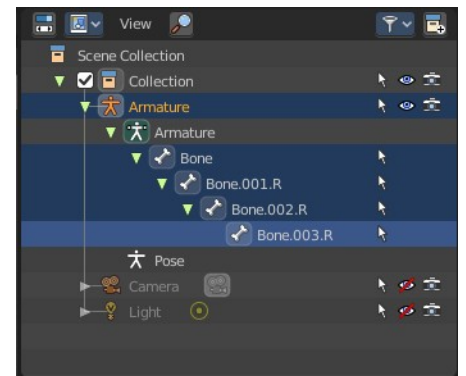 View
Scene Collection
Collection
Armature
Armature
Bone
Bone.001.R
Bone.002.R
Bone.003.R
Pose
Camera
Light